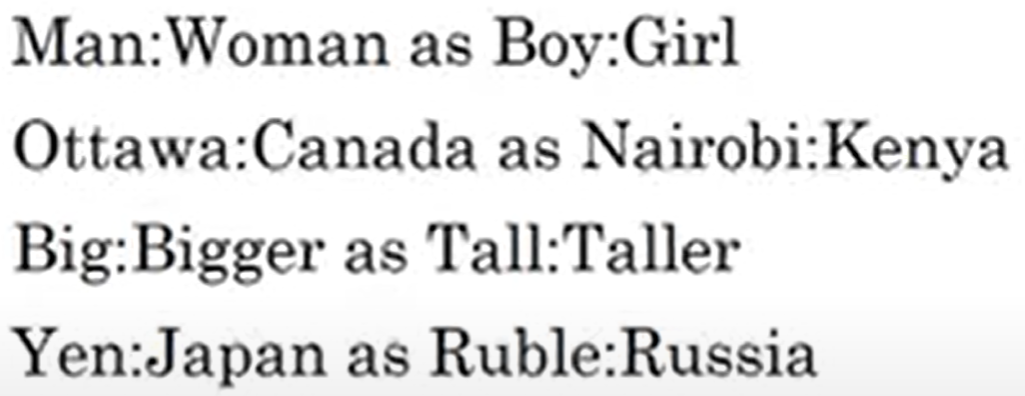 Man:Woman as Boy:Girl
Ottawa:Canada as Nairobi:Kenya
Big:Bigger as Tall:Taller
Yen:Japan as Ruble:Russia